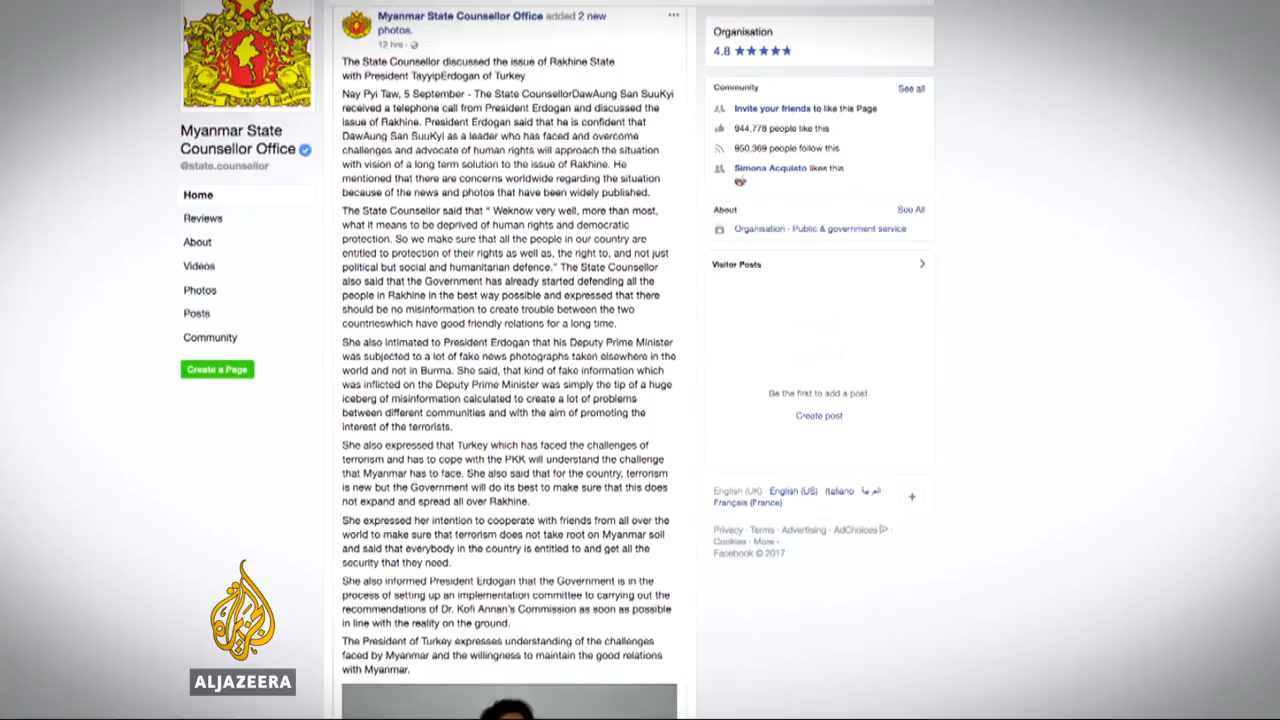 Myanmar State
Counsellor Office
@state.counsellor
Home
Reviews
About
Videos
Photos
Posts
Community
Create a Page
Myanmar State Counsellor Office added 2 new
photos.
12 hrs ·
The State Counsellor discussed the issue of Rakhine State
with President TayyipErdogan of Turkey
Nay Pyi Taw, 5 September - The State CounsellorDawAung San SuuKyi
received a telephone call from President Erdogan and discussed the
issue of Rakhine. President Erdogan said that he is confident that
DawAung San SuuKyi as a leader who has faced and overcome
challenges and advocate of human rights will approach the situation
with vision of a long term solution to the issue of Rakhine. He
mentioned that there are concerns worldwide regarding the situation
because of the news and photos that have been widely published.
The State Counsellor said that " Weknow very well, more than most,
what it means to be deprived of human rights and democratic
protection. So we make sure that all the people in our country are
entitled to protection of their rights as well as, the right to, and not just
political but social and humanitarian defence." The State Counsellor
also said that the Government has already started defending all the
people in Rakhine in the best way possible and expressed that there
should be no misinformation to create trouble between the two
countrieswhich have good friendly relations for a long time.
She also intimated to President Erdogan that his Deputy Prime Minister
was subjected to a lot of fake news photographs taken elsewhere in the
world and not in Burma. She said, that kind of fake information which
was inflicted on the Deputy Prime Minister was simply the tip of a huge
iceberg of misinformation calculated to create a lot of problems
between different communities and with the aim of promoting the
interest of the terrorists.
She also expressed that Turkey which has faced the challenges of
terrorism and has to cope with the PKK will understand the challenge
that Myanmar has to face. She also said that for the country, terrorism
is new but the Government will do its best to make sure that this does
not expand and spread all over Rakhine.
She expressed her intention to cooperate with friends from all over the
world to make sure that terrorism does not take root on Myanmar soil
and said that everybody in the country is entitled to and get all the
security that they need.
She also informed President Erdogan that the Government is in the
process of setting up an implementation committee to carrying out the
recommendations of Dr. Kofi Annan's Commission as soon as possible
in line with the reality on the ground.
The President of Turkey expresses understanding of the challenges
faced by Myanmar and the willingness to maintain the good relations
with Myanmar.
Organisation
4.8 ★★★★★
Community See all
Invite your friends to like this Page
944,778 people like this
950,369 people follow this
Simona Acquisto likes this
About See All
Organisation - Public & government service
Visitor Posts
Be the first to add a post.
Create post
English (UK) English (US) Italiano العربية
Français (France)
Privacy · Terms · Advertising · AdChoices ·
Cookies · More ·
Facebook © 2017
ALJAZEERA